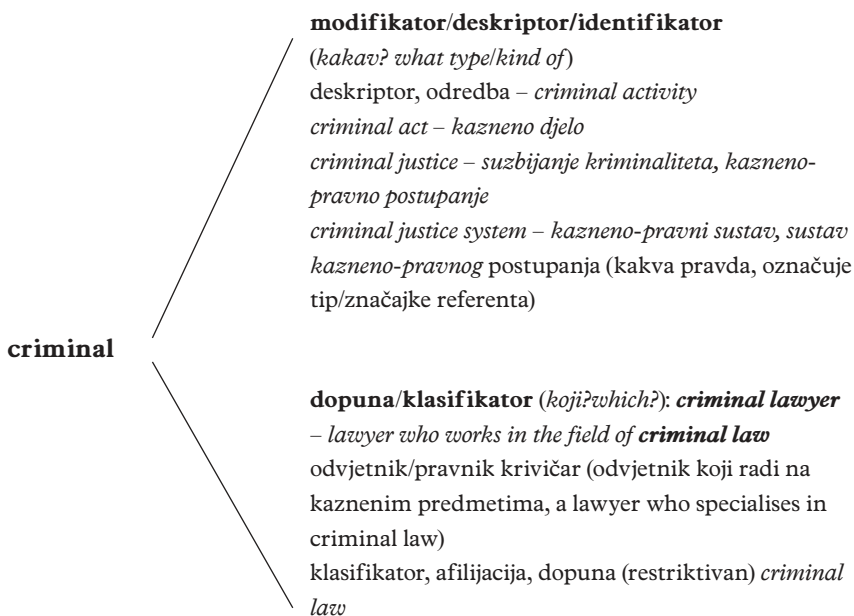 modifikator/deskriptor/identifikator
(kakav? what type/kind of)
deskriptor, odredba – criminal activity
criminal act – kazneno djelo
criminal justice – suzbijanje kriminaliteta, kazneno-
pravno postupanje
criminal justice system – kazneno-pravni sustav, sustav
kazneno-pravnog postupanja (kakva pravda, označuje
tip/značajke referenta)
criminal
dopuna/klasifikator (koji?which?): criminal lawyer
– lawyer who works in the field of criminal law
odvjetnik/pravnik krivičar (odvjetnik koji radi na
kaznenim predmetima, a lawyer who specialises in
criminal law)
klasifikator, afilijacija, dopuna (restriktivan) criminal
law